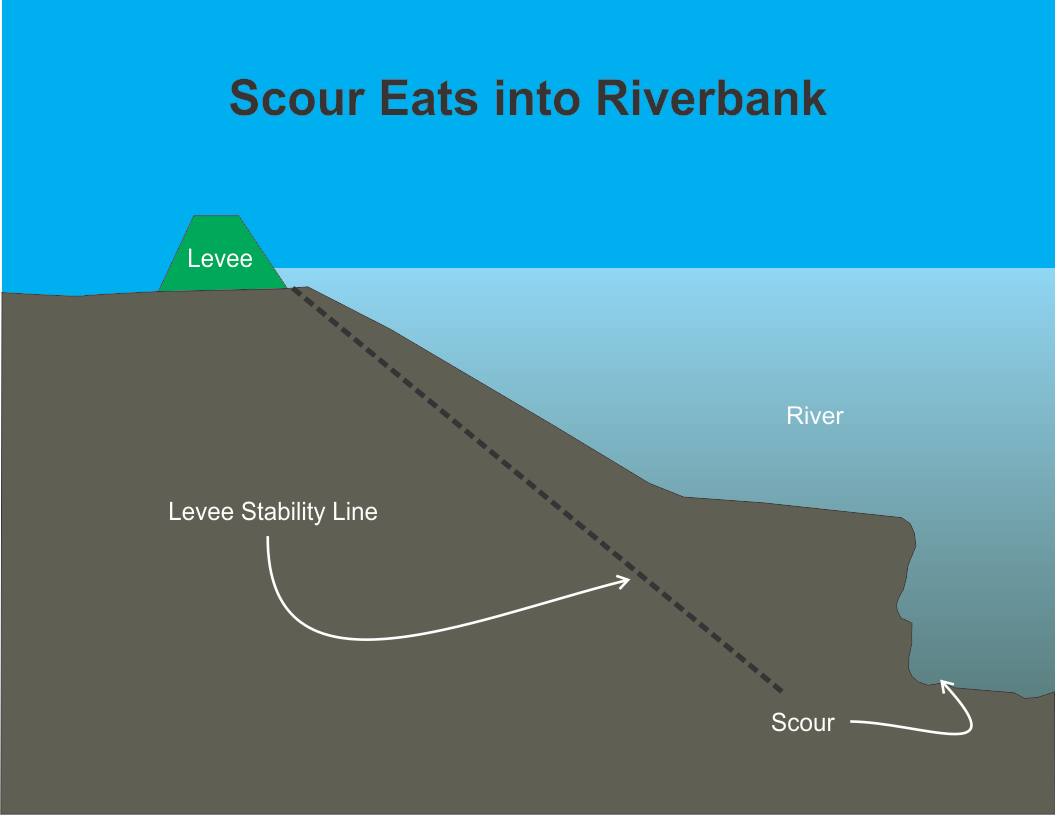 Scour Eats into Riverbank
Levee
River
Levee Stability Line
Scour